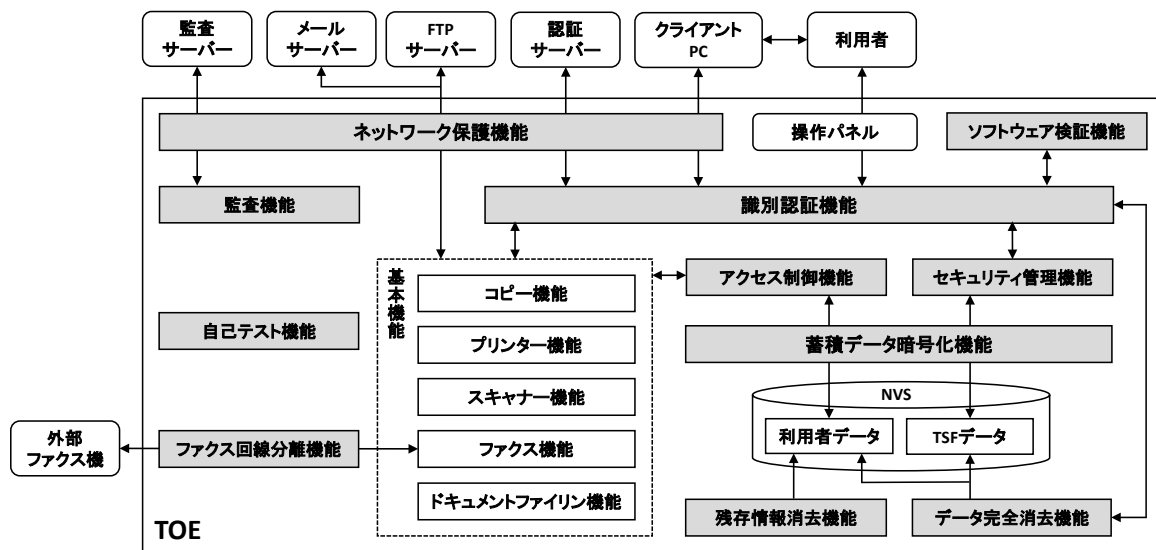 監査
サーバー
メール
サーバー
FTP
サーバー
認証
サーバー
クライアント
PC
利用者
ネットワーク保護機能
操作パネル
ソフトウェア検証機能
監査機能
識別認証機能
基本機能
コピー機能
アクセス制御機能
セキュリティ管理機能
自己テスト機能
プリンター機能
蓄積データ暗号化機能
スキャナー機能
NVS
外部
ファクス機
ファクス回線分離機能
ファクス機能
利用者データ
TSFデータ
ドキュメントファイリン機能
残存情報消去機能
データ完全消去機能
TOE